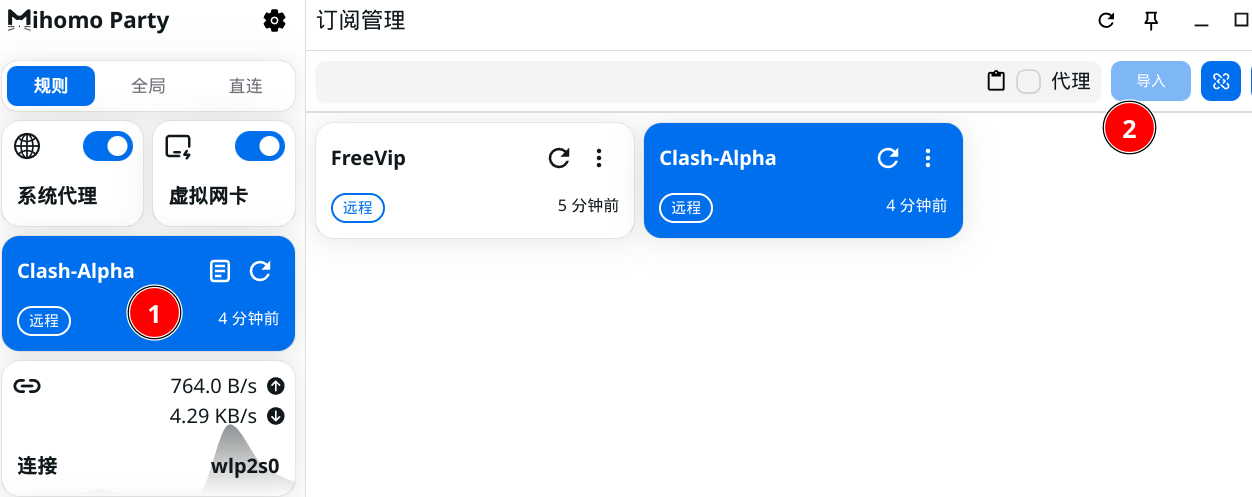 Mihomo Party
规则 全局 直连
系统代理 虚拟网卡
Clash-Alpha
远程 1 4 分钟前
764.0 B/s
4.29 KB/s
连接 wlp2s0
订阅管理
代理 导入
2
FreeVip
远程 5 分钟前
Clash-Alpha
远程 4 分钟前